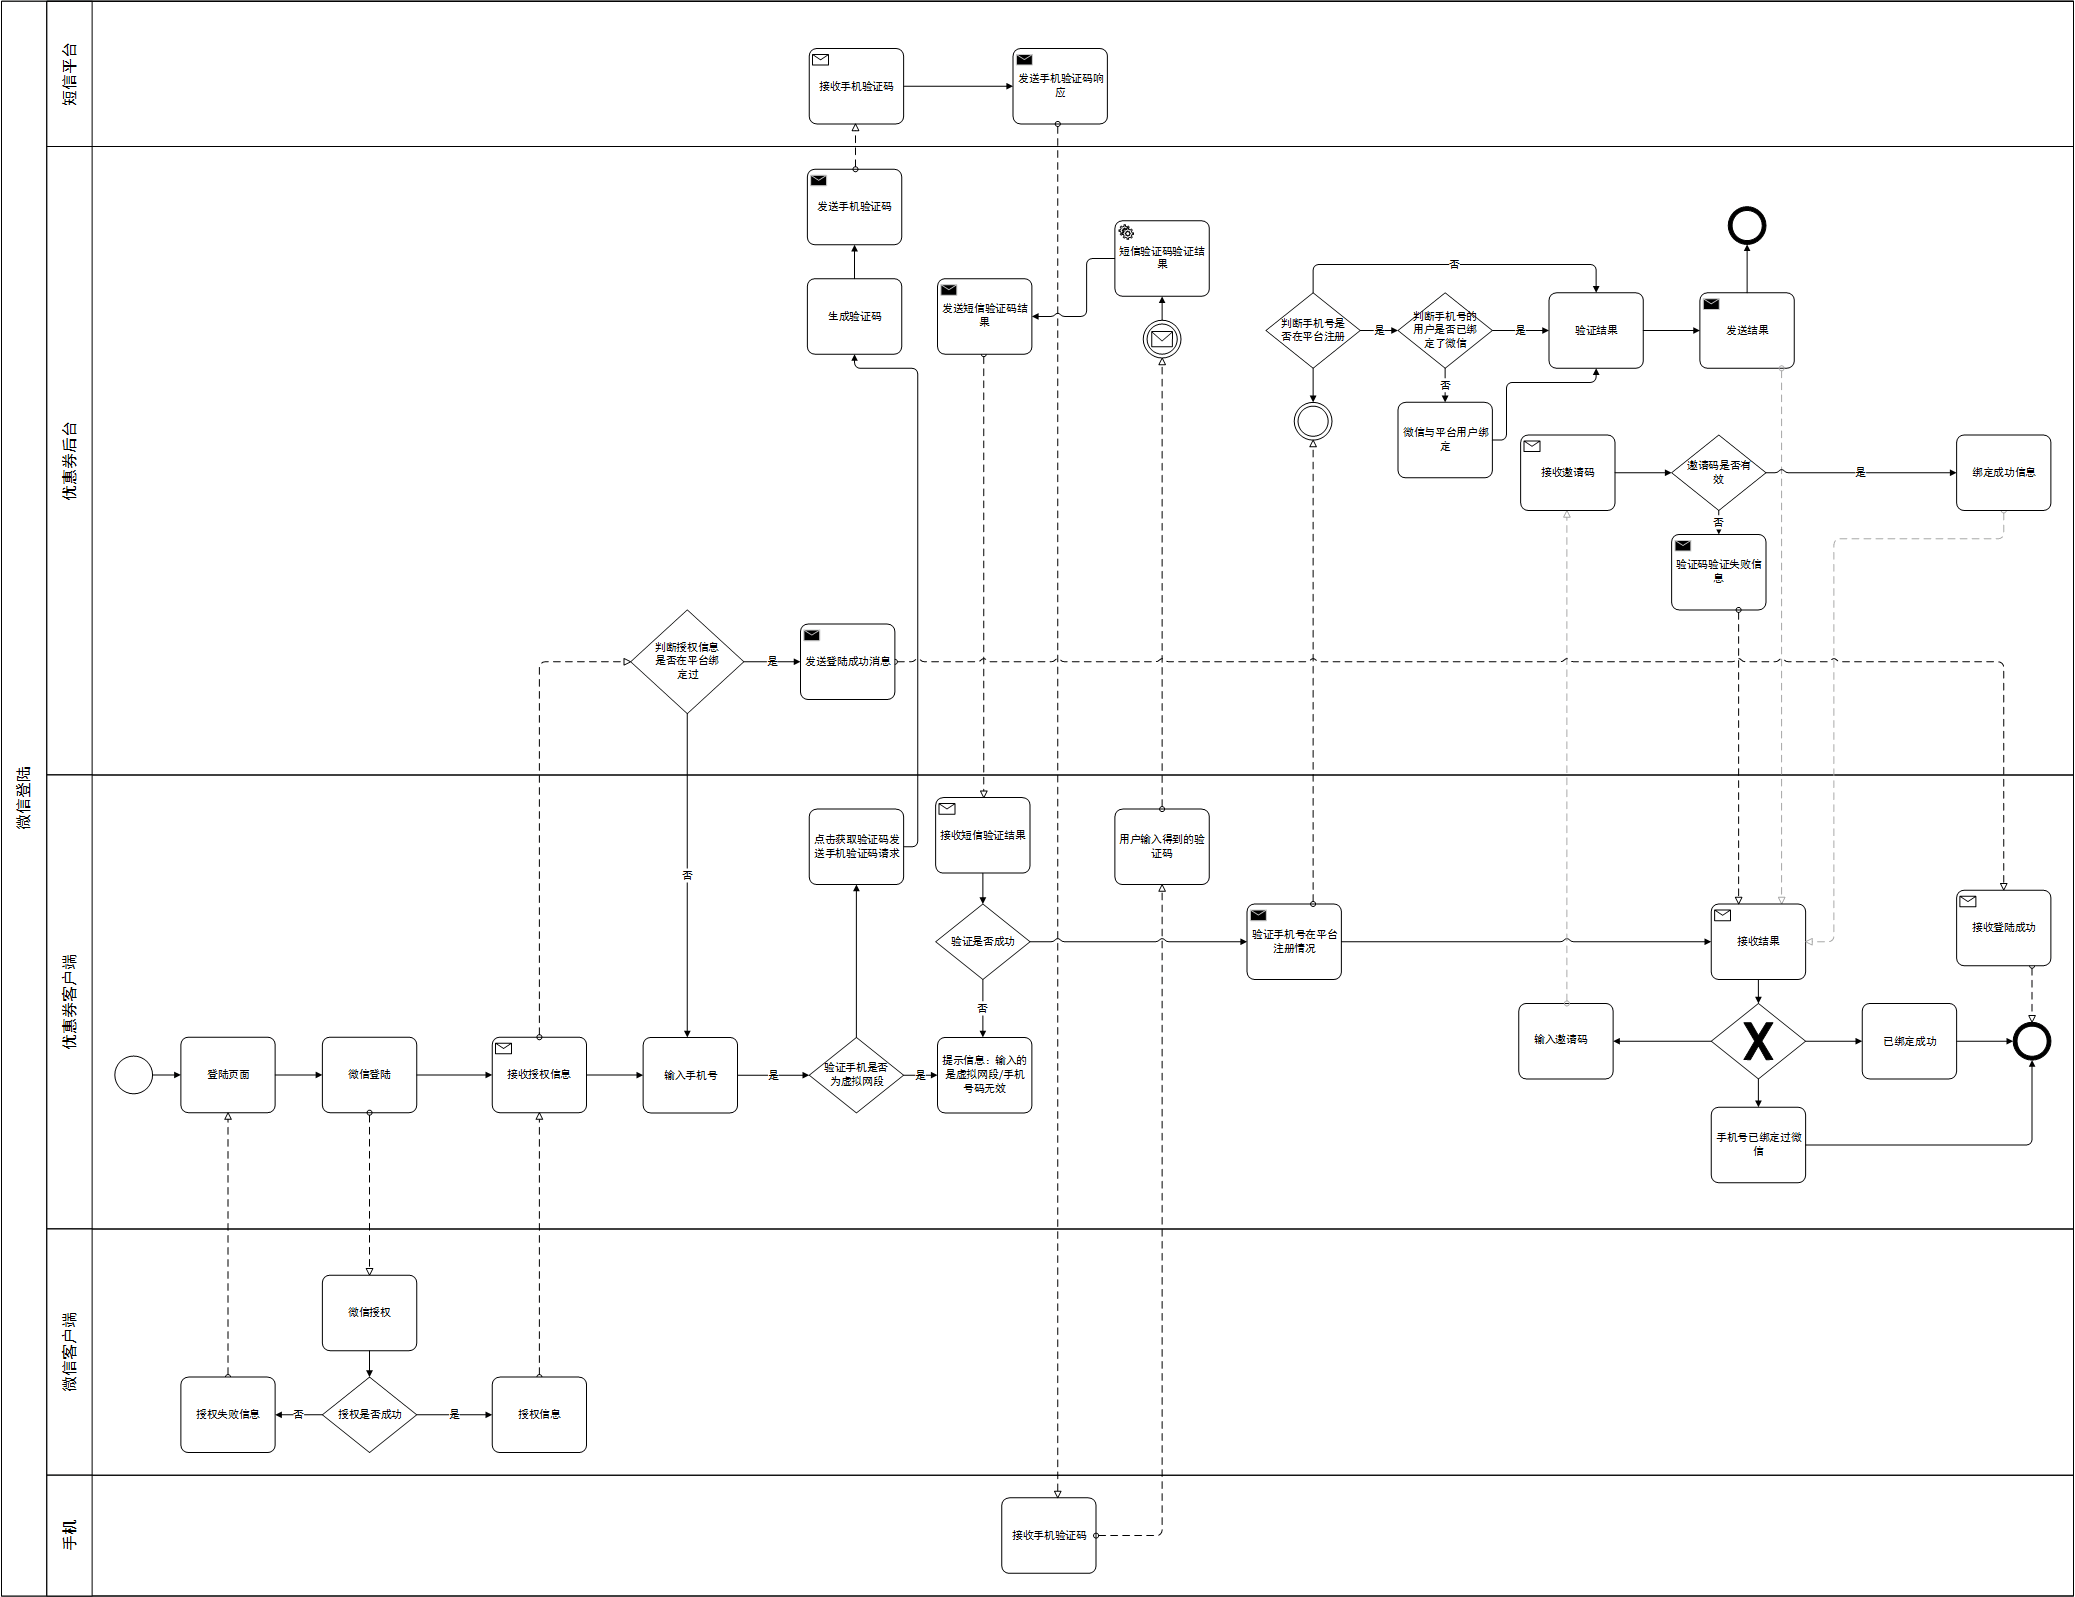 微信登陆
短信平台
接收手机验证码
发送手机验证码响
应
优惠券后台
发送手机验证码
生成验证码
发送短信验证码结
果
短信验证码验证结
果
否
判断手机号是
否在平台注册
是
判断手机号的
用户是否已绑
定了微信
是
验证结果
发送结果
否
微信与平台用户绑
定
接收邀请码
邀请码是否有
效
是
绑定成功信息
否
验证码验证失败信
息
判断授权信息
是否在平台绑
定过
是
发送登陆成功消息
优惠券客户端
否
点击获取验证码发
送手机验证码请求
接收短信验证结果
用户输入得到的验
证码
验证是否成功
验证手机号在平台
注册情况
接收结果
接收登陆成功
否
登陆页面
微信登陆
接收授权信息
输入手机号
是
验证手机是否
为虚拟网段
是
提示信息：输入的
是虚拟网段/手机
号码无效
输入邀请码
已绑定成功
手机号已绑定过微
信
微信客户端
微信授权
授权失败信息
否
授权是否成功
是
授权信息
手机
接收手机验证码